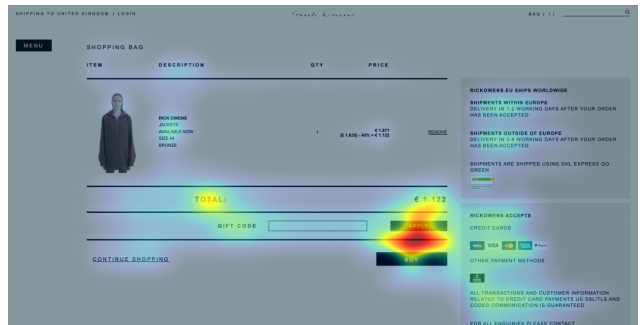 SHIPPING TO UNITED KINGDOM | LOGIN
BAG ( 1 )
MENU
SHOPPING BAG
ITEM DESCRIPTION QTY PRICE
RICK OWENS
JACKETS
AVAILABLE NOW
SIZE 44
BRONZE
1
€ 1.871
(€ 1.035) - 40% = € 1.122
REMOVE
TOTAL: € 1.122
GIFT CODE
APPLY
CONTINUE SHOPPING
BUY
RICKOWENS.EU SHIPS WORLDWIDE
SHIPMENTS WITHIN EUROPE
DELIVERY IN 1-2 WORKING DAYS AFTER YOUR ORDER
HAS BEEN ACCEPTED
SHIPMENTS OUTSIDE OF EUROPE
DELIVERY IN 3-4 WORKING DAYS AFTER YOUR ORDER
HAS BEEN ACCEPTED
SHIPMENTS ARE SHIPPED USING DHL EXPRESS GO
GREEN
RICKOWENS ACCEPTS
CREDIT CARDS
VISA
PayPal
OTHER PAYMENT METHODS
ALL TRANSACTIONS AND CUSTOMER INFORMATION
RELATED TO CREDIT CARD PAYMENTS US SSL/TLS AND
CODED COMMUNICATION IS GUARANTEED
FOR ALL ENQUIRIES PLEASE CONTACT